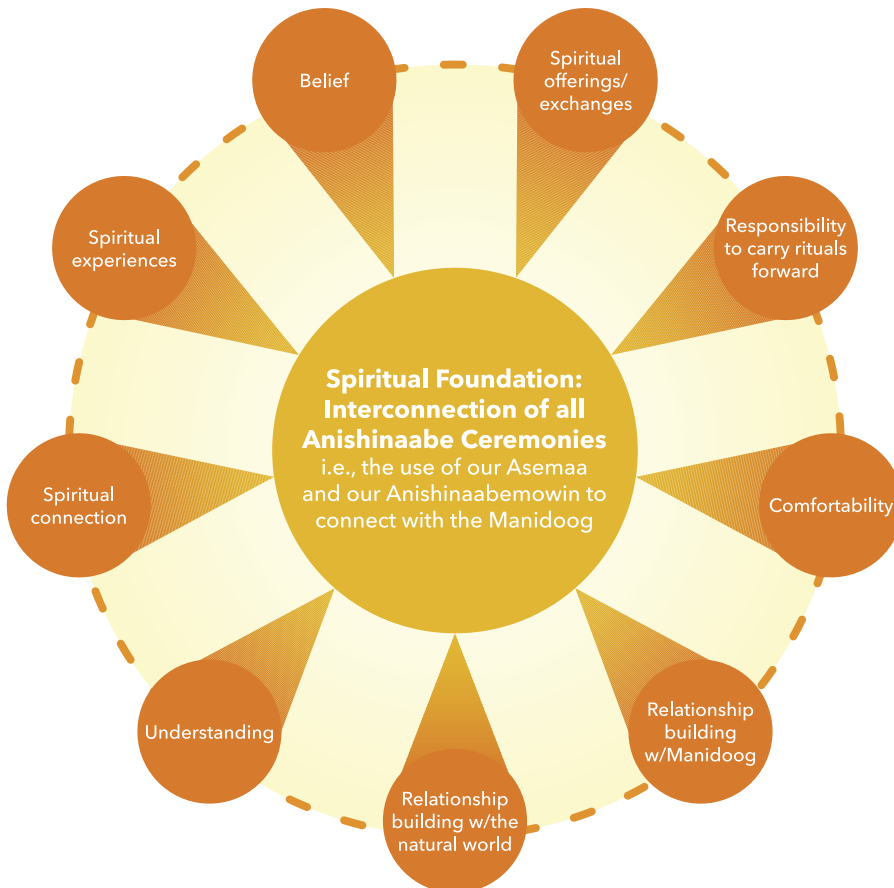 Belief
Spiritual
offerings/
exchanges
Responsibility
to carry rituals
forward
Comfortability
Relationship
building
w/Manidoog
Relationship
building w/the
natural world
Understanding
Spiritual
connection
Spiritual
experiences
Spiritual Foundation:
Interconnection of all
Anishinaabe Ceremonies
i.e., the use of our Asemaa
and our Anishinaabemowin to
connect with the Manidoog